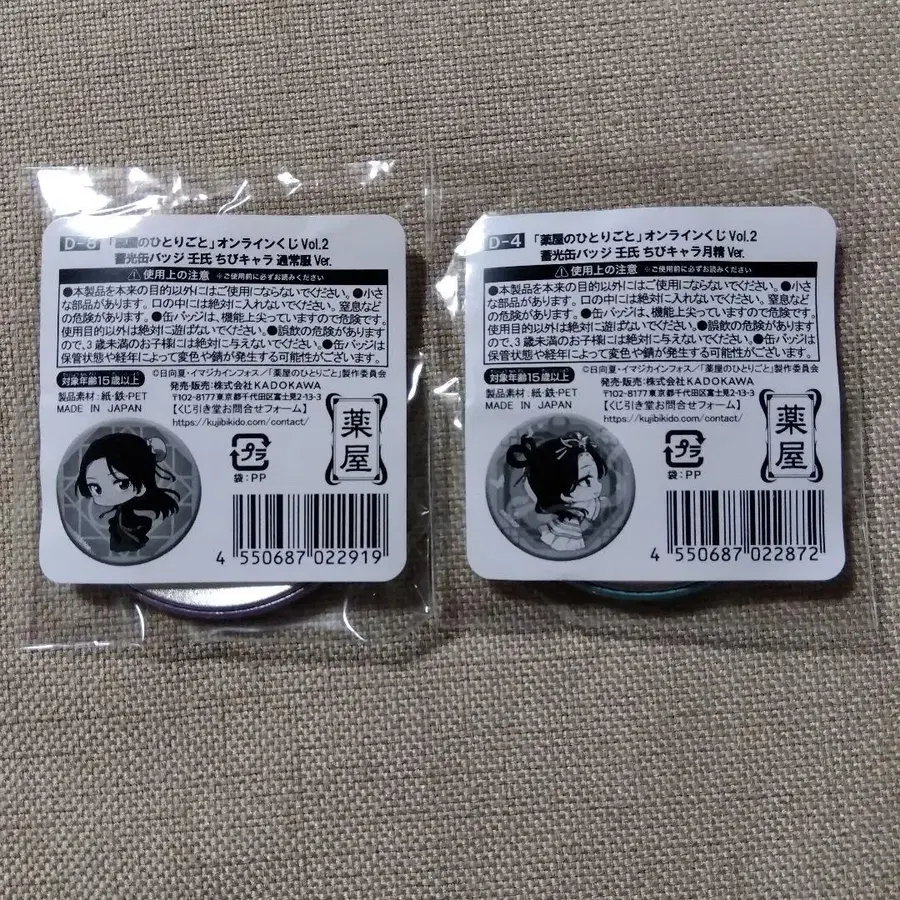 D-8 「薬屋のひとりごと」オンラインくじ Vol.2
蓄光缶バッジ 壬氏 ちびキャラ 通常服 Ver.
使用上の注意 ※ご使用前に必ずお読みください
●本製品を本来の目的以外にはご使用にならないでください。●小さ
な部品があります。口の中には絶対に入れないでください。窒息など
の危険があります。●缶バッジは、機能上尖っていますので危険です。
使用目的以外は絶対に遊ばないでください。●誤飲の危険があります
ので、3歳未満のお子様には絶対に与えないでください。●缶バッジは
保管状態や経年によって変色や錆が発生する可能性がございます。
©日向夏・イマジカインフォス/「薬屋のひとりごと」製作委員会
対象年齢15歳以上
発売・販売:株式会社KADOKAWA
製品素材:紙・鉄・PET
〒102-8177 東京都千代田区富士見2-13-3
MADE IN JAPAN
【くじ引き堂お問合せフォーム】
https://kujibikido.com/contact/
プラ
袋:PP
薬屋
4 550687 022919
D-4 「薬屋のひとりごと」オンラインくじ Vol.2
蓄光缶バッジ 壬氏 ちびキャラ月精 Ver.
使用上の注意 ※ご使用前に必ずお読みください
●本製品を本来の目的以外にはご使用にならないでください。●小さ
な部品があります。口の中には絶対に入れないでください。窒息など
の危険があります。●缶バッジは、機能上尖っていますので危険です。
使用目的以外は絶対に遊ばないでください。●誤飲の危険があります
ので、3歳未満のお子様には絶対に与えないでください。●缶バッジは
保管状態や経年によって変色や錆が発生する可能性がございます。
©日向夏・イマジカインフォス/「薬屋のひとりごと」製作委員会
対象年齢15歳以上
発売・販売:株式会社KADOKAWA
製品素材:紙・鉄・PET
〒102-8177 東京都千代田区富士見2-13-3
MADE IN JAPAN
【くじ引き堂お問合せフォーム】
https://kujibikido.com/contact/
プラ
袋:PP
薬屋
4 550687 022872